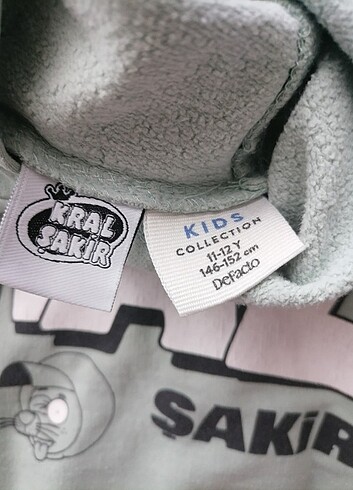 KRAL
ŞAKİR
KIDS
COLLECTION
11-12 Y
146-152 cm
DeFacto
ŞAKİR